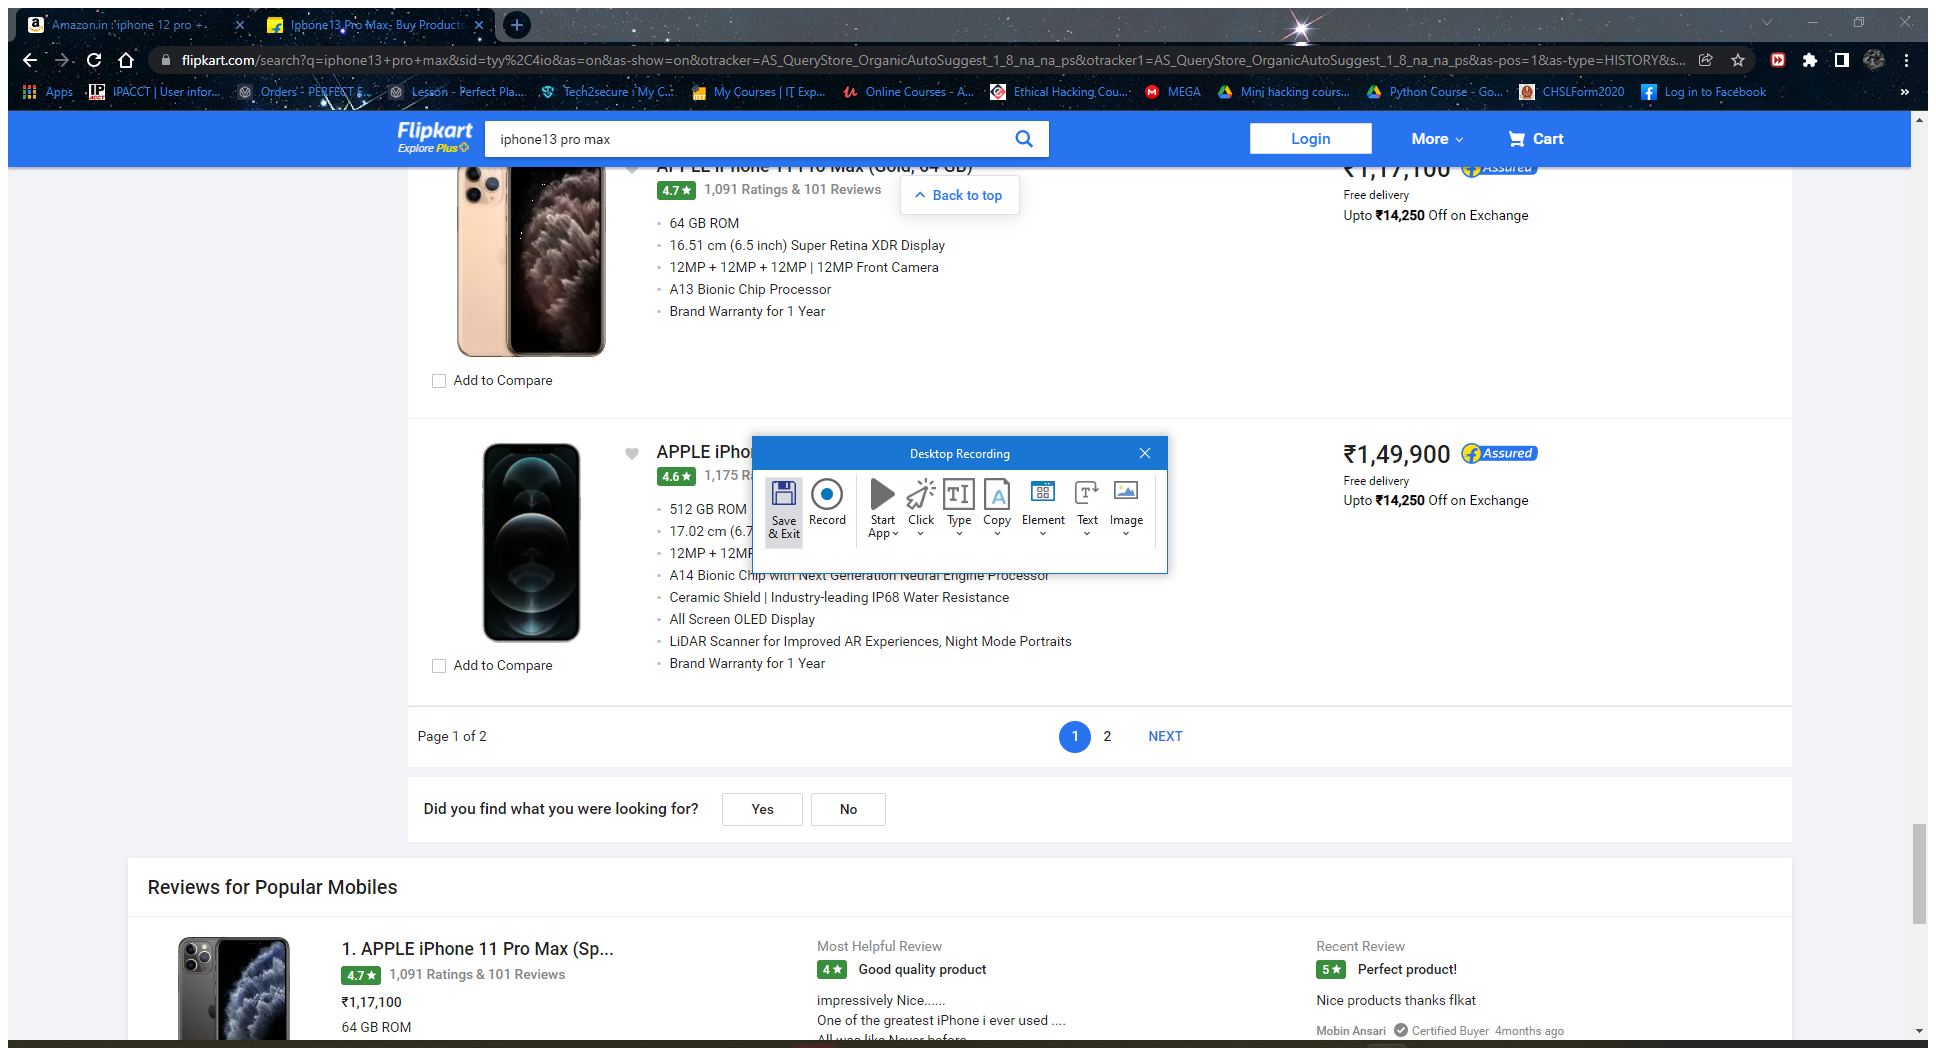 Amazon.in : iphone 12 pro +
Iphone13 Pro Max- Buy Products
flipkart.com/search?q=iphone13+pro+max&sid=tyy%2C4io&as=on&as-show=on&otracker=AS_QueryStore_OrganicAutoSuggest_1_8_na_na_ps&otracker1=AS_QueryStore_OrganicAutoSuggest_1_8_na_na_ps&as-pos=1&as-type=HISTORY&s...
Apps
IPACCT | User infor...
Orders - PERFECT E...
Lesson - Perfect Pla...
Tech2secure : My C...
My Courses | IT Exp...
Online Courses - A...
Ethical Hacking Cou...
MEGA
Mini hacking cours...
Python Course - Go...
CHSLForm2020
Log in to Facebook
Flipkart
Explore Plus
iphone13 pro max
Login
More
Cart
APPLE iPhone 11 Pro Max (Gold, 64 GB)
4.7★ 1,091 Ratings & 101 Reviews
Back to top
64 GB ROM
16.51 cm (6.5 inch) Super Retina XDR Display
12MP + 12MP + 12MP | 12MP Front Camera
A13 Bionic Chip Processor
Brand Warranty for 1 Year
₹1,17,100 Assured
Free delivery
Upto ₹14,250 Off on Exchange
Add to Compare
APPLE iPho
4.6★ 1,175 R
512 GB ROM
17.02 cm (6.7
12MP + 12MP
A14 Bionic Chip with Next Generation Neural Engine Processor
Ceramic Shield | Industry-leading IP68 Water Resistance
All Screen OLED Display
LiDAR Scanner for Improved AR Experiences, Night Mode Portraits
Brand Warranty for 1 Year
₹1,49,900 Assured
Free delivery
Upto ₹14,250 Off on Exchange
Add to Compare
Desktop Recording
Save & Exit
Record
Start App
Click
Type
Copy
Element
Text
Image
Page 1 of 2
1 2 NEXT
Did you find what you were looking for? Yes No
Reviews for Popular Mobiles
1. APPLE iPhone 11 Pro Max (Sp...
4.7★ 1,091 Ratings & 101 Reviews
₹1,17,100
64 GB ROM
Most Helpful Review
4★ Good quality product
impressively Nice......
One of the greatest iPhone i ever used ....
All was like Never before
Recent Review
5★ Perfect product!
Nice products thanks flkat
Mobin Ansari Certified Buyer 4months ago